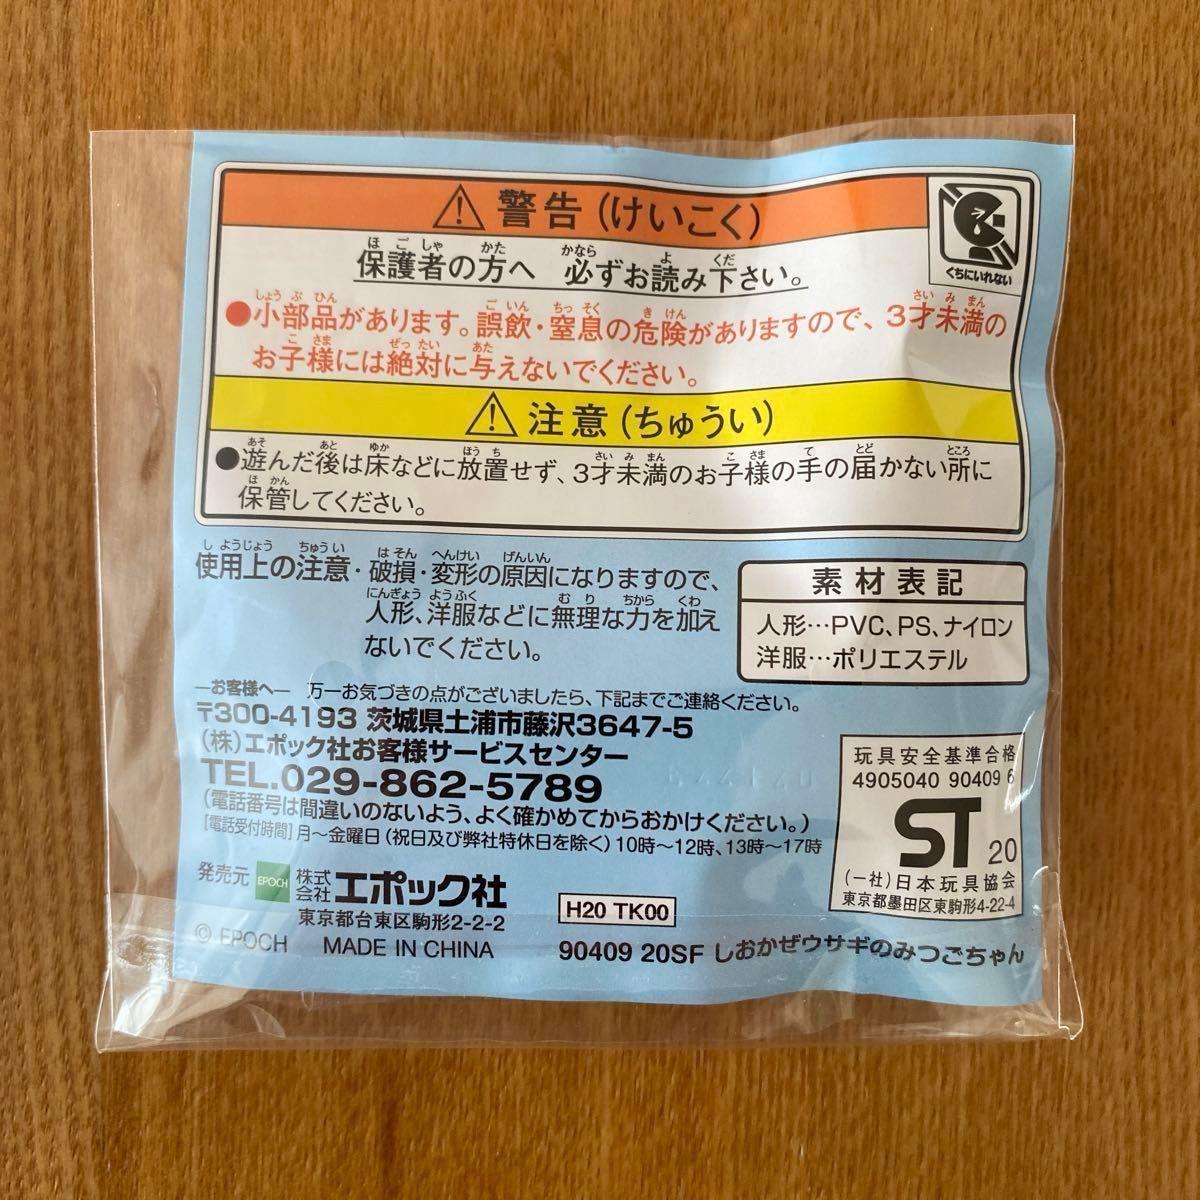 ⚠警告(けいこく)
くちにいれない
保護者の方へ 必ずお読み下さい。
●小部品があります。誤飲・窒息の危険がありますので、3才未満の
お子様には絶対に与えないでください。
⚠注意(ちゅうい)
●遊んだ後は床などに放置せず、3才未満のお子様の手の届かない所に
保管してください。
使用上の注意・破損・変形の原因になりますので、
人形、洋服などに無理な力を加え
ないでください。
素材表記
人形…PVC、PS、ナイロン
洋服…ポリエステル
―お客様へ― 万一お気づきの点がございましたら、下記までご連絡ください。
〒300-4193 茨城県土浦市藤沢3647-5
(株)エポック社お客様サービスセンター
TEL.029-862-5789
(電話番号は間違いのないよう、よく確かめてからおかけください。)
[電話受付時間]月～金曜日(祝日及び弊社特休日を除く)10時～12時、13時～17時
玩具安全基準合格
4905040 90409 6
ST 20
(一社)日本玩具協会
東京都墨田区東駒形4-22-4
発売元 EPOCH 株式会社エポック社
東京都台東区駒形2-2-2
H20 TK00
© EPOCH MADE IN CHINA
90409 20SF しおかぜウサギのみつごちゃん